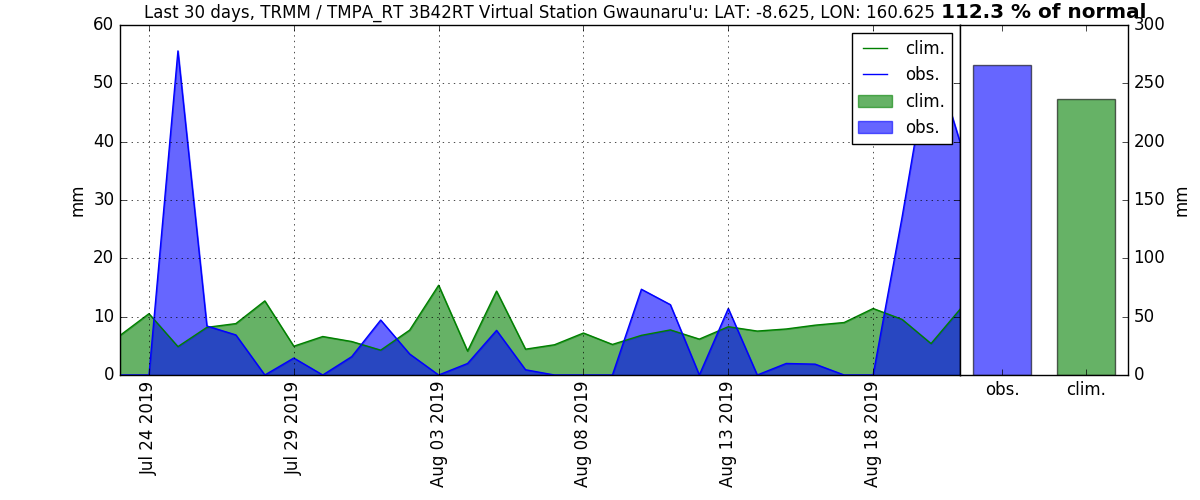 Last 30 days, TRMM / TMPA_RT 3B42RT Virtual Station Gwaunaru'u: LAT: -8.625, LON: 160.625 112.3 % of normal
60
50
40
30
20
10
0
mm
clim.
obs.
clim.
obs.
300
250
200
150
100
50
0
mm
Jul 24 2019
Jul 29 2019
Aug 03 2019
Aug 08 2019
Aug 13 2019
Aug 18 2019
obs.
clim.